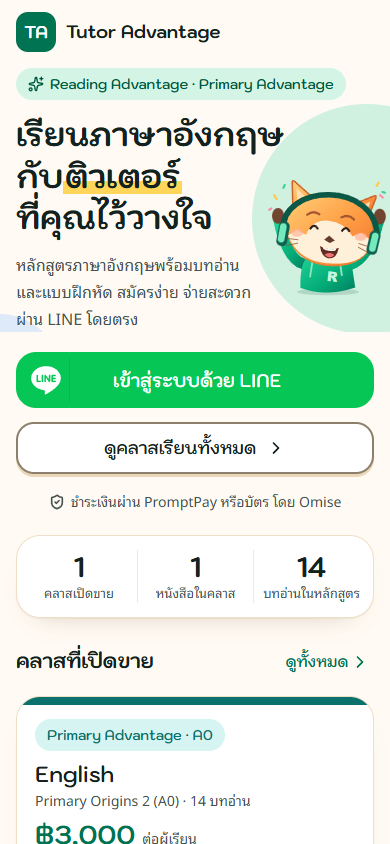 TA Tutor Advantage
Reading Advantage · Primary Advantage
เรียนภาษาอังกฤษ
กับติวเตอร์
ที่คุณไว้วางใจ
R
หลักสูตรภาษาอังกฤษพร้อมบทอ่าน
และแบบฝึกหัด สมัครง่าย จ่ายสะดวก
ผ่าน LINE โดยตรง
LINE เข้าสู่ระบบด้วย LINE
ดูคลาสเรียนทั้งหมด
ชำระเงินผ่าน PromptPay หรือบัตร โดย Omise
1 1 14
คลาสเปิดขาย หนังสือในคลาส บทอ่านในหลักสูตร
คลาสที่เปิดขาย ดูทั้งหมด
Primary Advantage · A0
English
Primary Origins 2 (A0) · 14 บทอ่าน
฿3,000 ต่อผู้เรียน